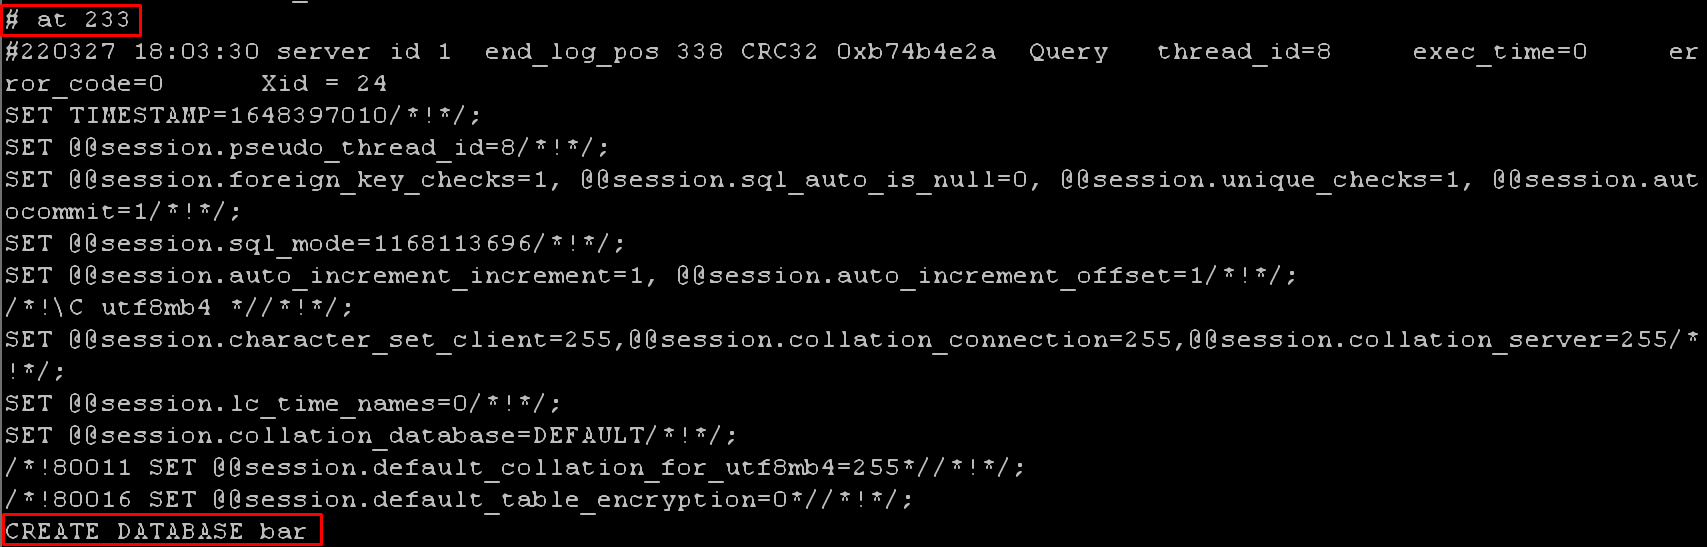 # at 233
#220327 18:03:30 server id 1  end_log_pos 338 CRC32 0xb74b4e2a  Query   thread_id=8     exec_time=0     er
ror_code=0      Xid = 24
SET TIMESTAMP=1648397010/*!*/;
SET @@session.pseudo_thread_id=8/*!*/;
SET @@session.foreign_key_checks=1, @@session.sql_auto_is_null=0, @@session.unique_checks=1, @@session.aut
ocommit=1/*!*/;
SET @@session.sql_mode=1168113696/*!*/;
SET @@session.auto_increment_increment=1, @@session.auto_increment_offset=1/*!*/;
/*!\C utf8mb4 *//*!*/;
SET @@session.character_set_client=255,@@session.collation_connection=255,@@session.collation_server=255/*
!*/;
SET @@session.lc_time_names=0/*!*/;
SET @@session.collation_database=DEFAULT/*!*/;
/*!80011 SET @@session.default_collation_for_utf8mb4=255*//*!*/;
/*!80016 SET @@session.default_table_encryption=0*//*!*/;
CREATE DATABASE bar